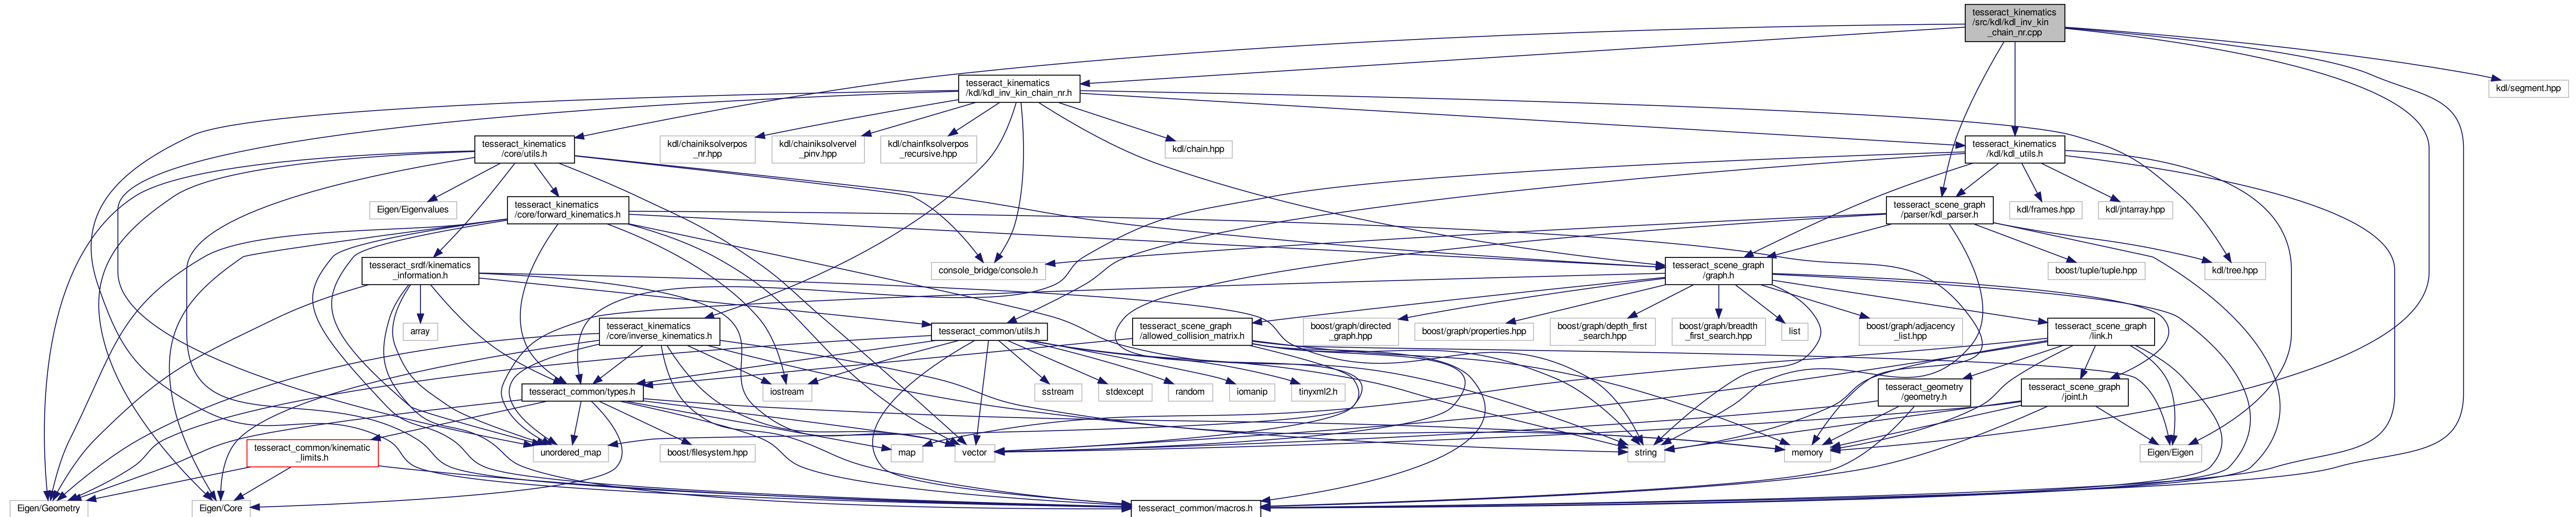 tesseract_kinematics
/src/kdl/kdl_inv_kin
_chain_nr.cpp
tesseract_kinematics
/kdl/kdl_inv_kin_chain_nr.h
kdl/segment.hpp
tesseract_kinematics
/core/utils.h
kdl/chainiksolverpos
_nr.hpp
kdl/chainiksolvervel
_pinv.hpp
kdl/chainfksolverpos
_recursive.hpp
kdl/chain.hpp
tesseract_kinematics
/kdl/kdl_utils.h
Eigen/Eigenvalues
tesseract_kinematics
/core/forward_kinematics.h
tesseract_scene_graph
/parser/kdl_parser.h
kdl/frames.hpp
kdl/jntarray.hpp
tesseract_srdf/kinematics
_information.h
console_bridge/console.h
tesseract_scene_graph
/graph.h
boost/tuple/tuple.hpp
kdl/tree.hpp
array
tesseract_kinematics
/core/inverse_kinematics.h
tesseract_common/utils.h
tesseract_scene_graph
/allowed_collision_matrix.h
boost/graph/directed
_graph.hpp
boost/graph/properties.hpp
boost/graph/depth_first
_search.hpp
boost/graph/breadth
_first_search.hpp
list
boost/graph/adjacency
_list.hpp
tesseract_scene_graph
/link.h
tesseract_common/types.h
iostream
sstream
stdexcept
random
iomanip
tinyxml2.h
tesseract_geometry
/geometry.h
tesseract_scene_graph
/joint.h
tesseract_common/kinematic
_limits.h
unordered_map
boost/filesystem.hpp
map
vector
string
memory
Eigen/Eigen
Eigen/Geometry
Eigen/Core
tesseract_common/macros.h